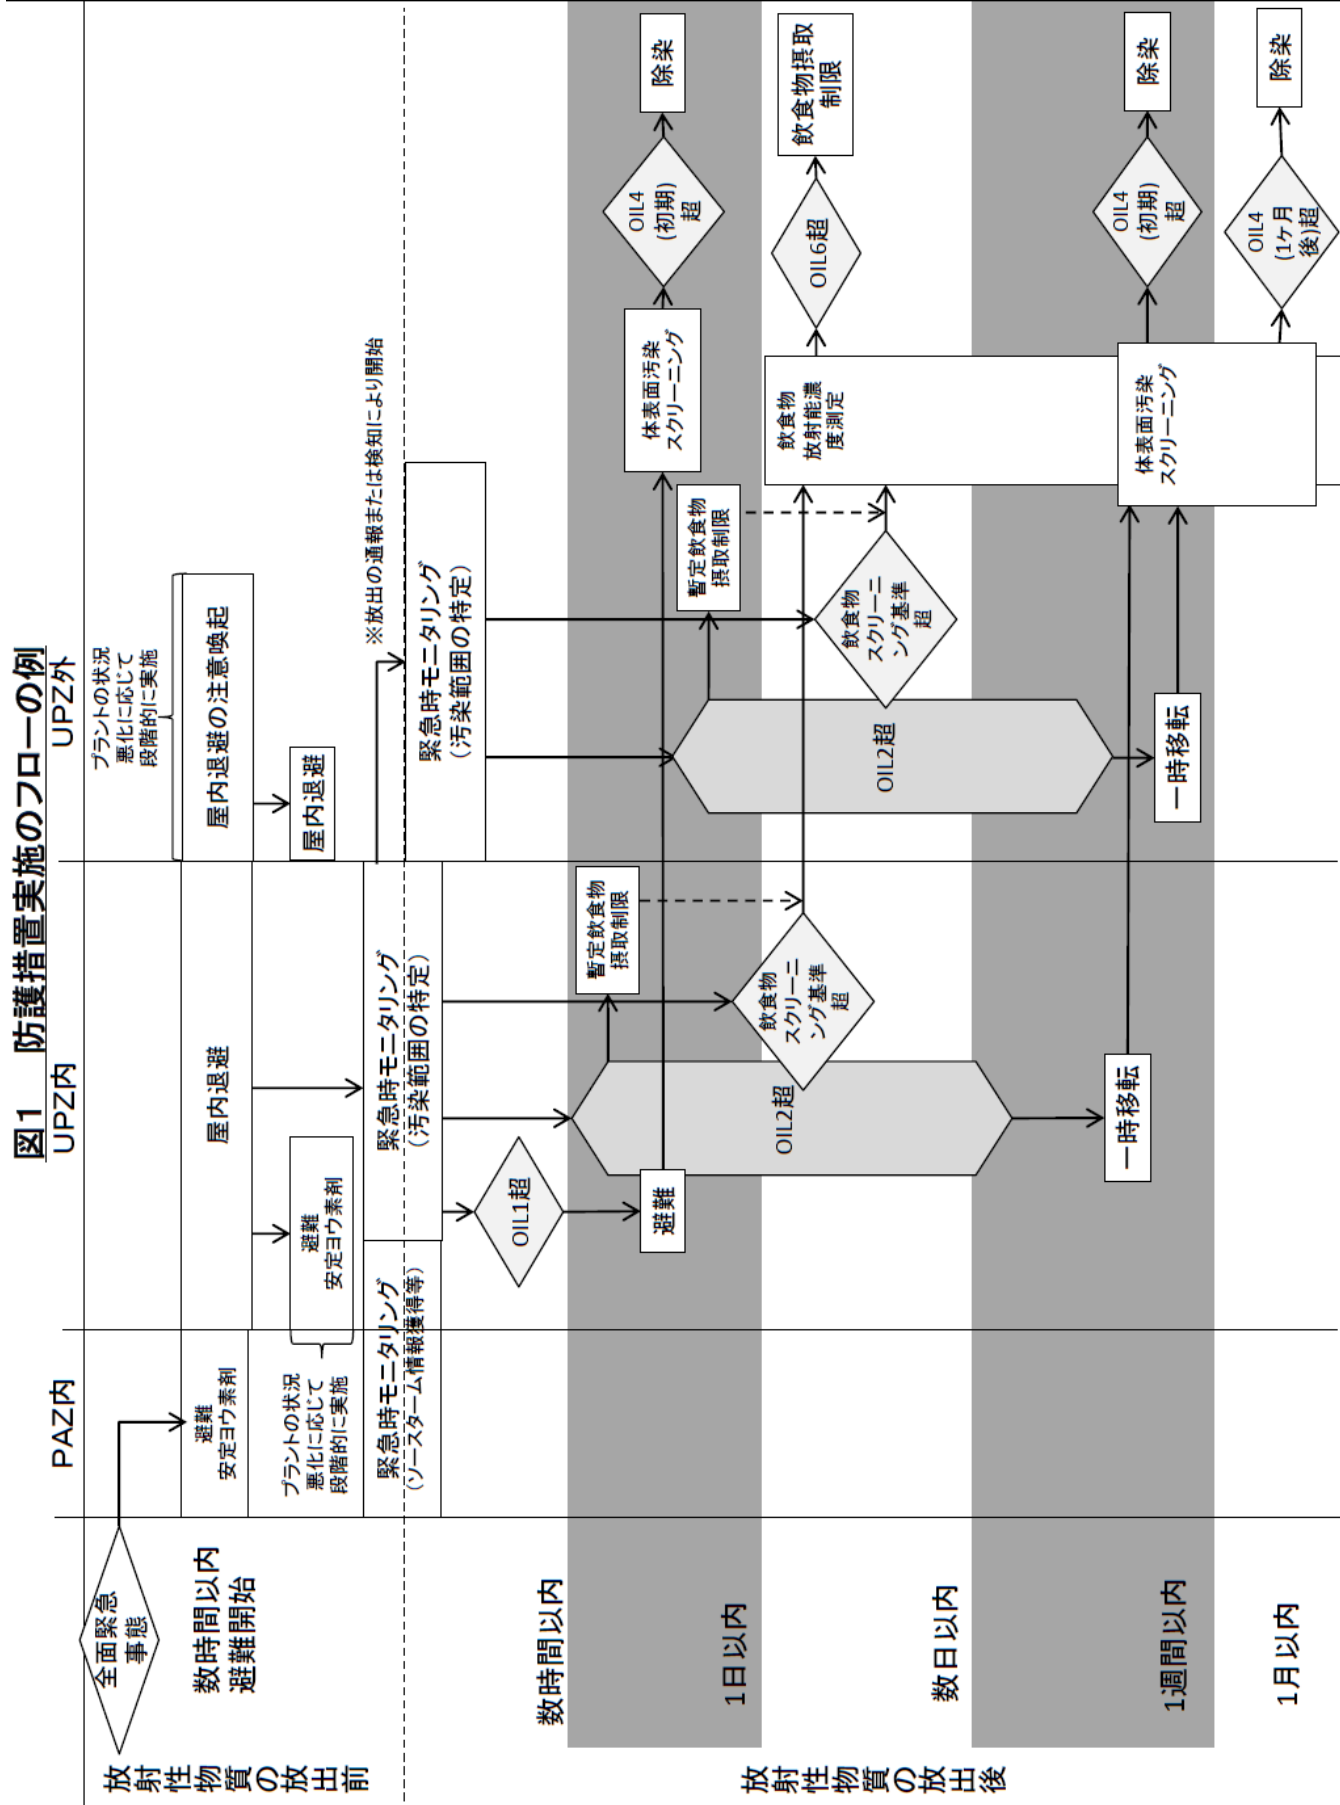 図1　防護措置実施のフローの例
PAZ内
UPZ内
UPZ外
放射性物質の放出前
全面緊急
事態
数時間以内
避難開始
避難
安定ヨウ素剤
プラントの状況
悪化に応じて
段階的に実施
屋内退避
避難
安定ヨウ素剤
プラントの状況
悪化に応じて
段階的に実施
屋内退避の注意喚起
屋内退避
※放出の通報または検知により開始
緊急時モニタリング
（ソースターム情報獲得等）
緊急時モニタリング
（汚染範囲の特定）
緊急時モニタリング
（汚染範囲の特定）
放射性物質の放出後
数時間以内
OIL1超
1日以内
避難
暫定飲食物
摂取制限
暫定飲食物
摂取制限
体表面汚染
スクリーニング
OIL4
(初期)
超
除染
数日以内
OIL2超
飲食物
スクリーニ
ング基準
超
OIL2超
飲食物
スクリーニ
ング基準
超
飲食物
放射能濃
度測定
OIL6超
飲食物摂取
制限
1週間以内
一時移転
一時移転
体表面汚染
スクリーニング
OIL4
(初期)
超
除染
1月以内
OIL4
(1ケ月
後)超
除染